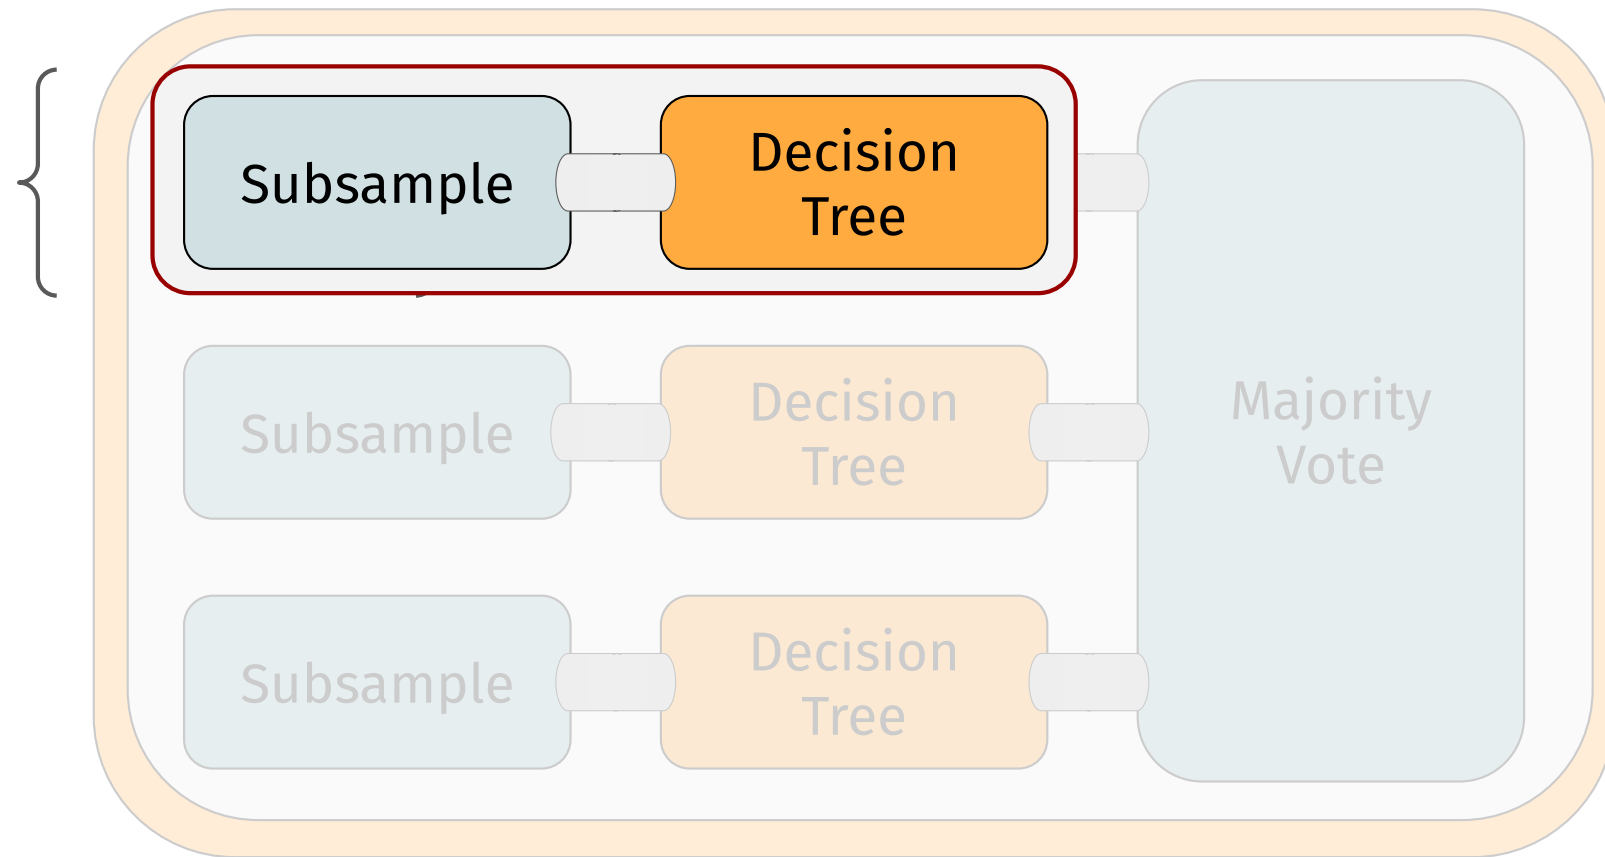 Subsample
Decision
Tree
Subsample
Decision
Tree
Majority
Vote
Subsample
Decision
Tree